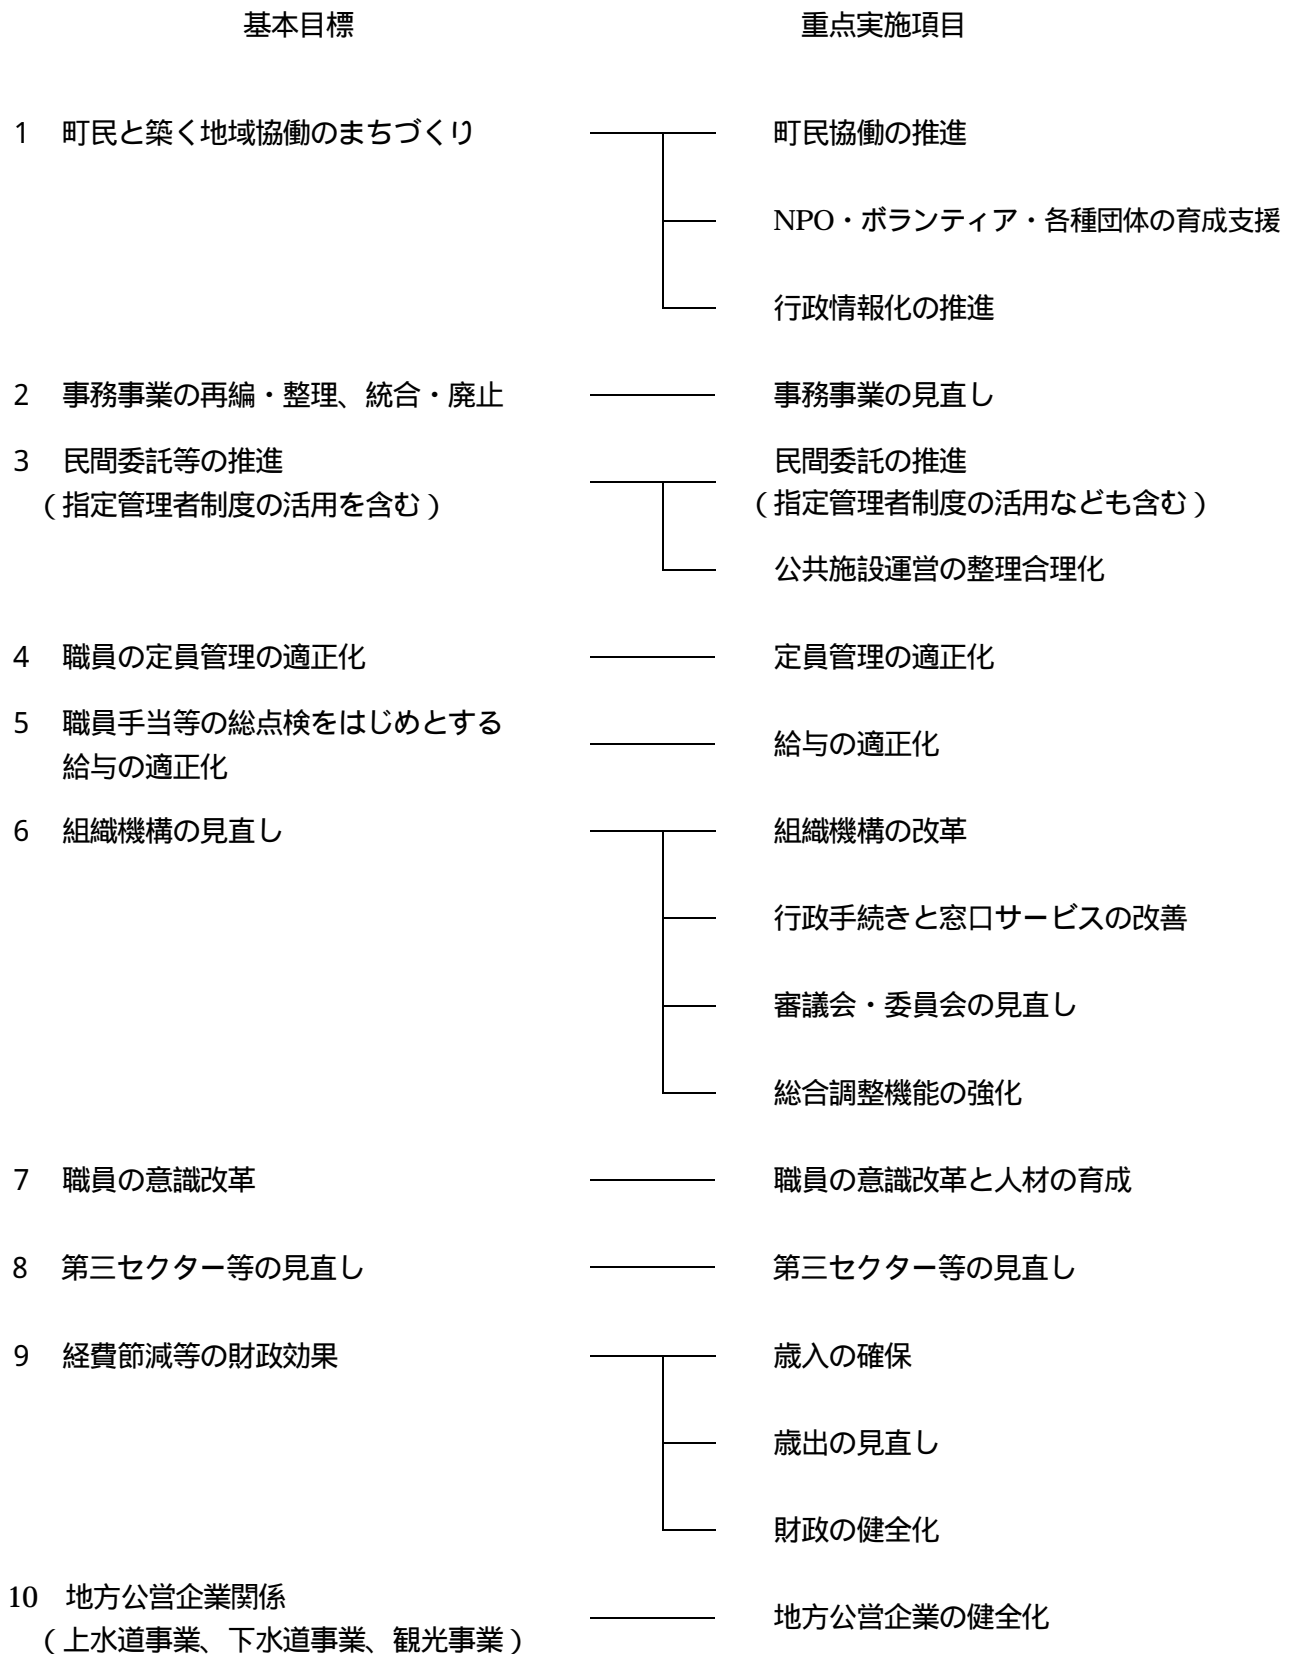 基本目標　重点実施項目
1　町民と築く地域協働のまちづくり　町民協働の推進
NPO・ボランティア・各種団体の育成支援
行政情報化の推進
2　事務事業の再編・整理、統合・廃止　事務事業の見直し
3　民間委託等の推進　民間委託の推進
（指定管理者制度の活用を含む）　（指定管理者制度の活用なども含む）
公共施設運営の整理合理化
4　職員の定員管理の適正化　定員管理の適正化
5　職員手当等の総点検をはじめとする
給与の適正化　給与の適正化
6　組織機構の見直し　組織機構の改革
行政手続きと窓口サービスの改善
審議会・委員会の見直し
総合調整機能の強化
7　職員の意識改革　職員の意識改革と人材の育成
8　第三セクター等の見直し　第三セクター等の見直し
9　経費節減等の財政効果　歳入の確保
歳出の見直し
財政の健全化
10　地方公営企業関係　地方公営企業の健全化
（上水道事業、下水道事業、観光事業）